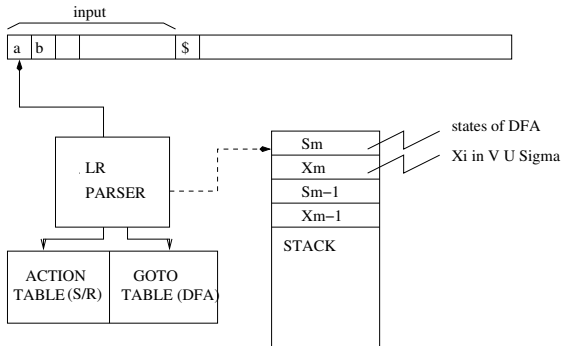 input
a b $
states of DFA
Sm
Xi in V U Sigma
Xm
LR
PARSER
Sm−1
Xm−1
STACK
ACTION
TABLE (S/R)
GOTO
TABLE (DFA)